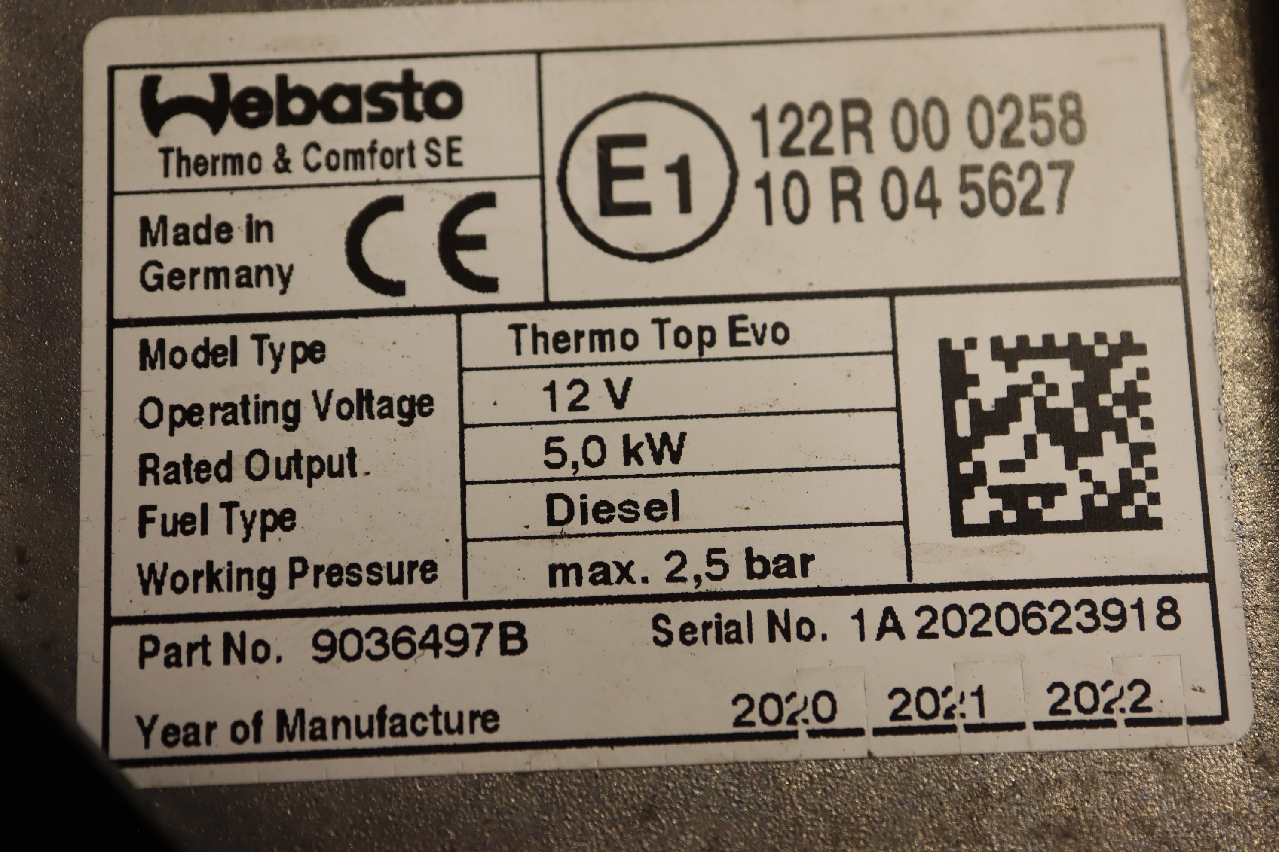 Webasto
Thermo & Comfort SE
Made in
Germany
CE
E1
122R 00 0258
10 R 04 5627
Model Type Thermo Top Evo
Operating Voltage 12 V
Rated Output 5,0 kW
Fuel Type Diesel
Working Pressure max. 2,5 bar
Part No. 9036497B Serial No. 1A 2020623918
Year of Manufacture 2020 2021 2022